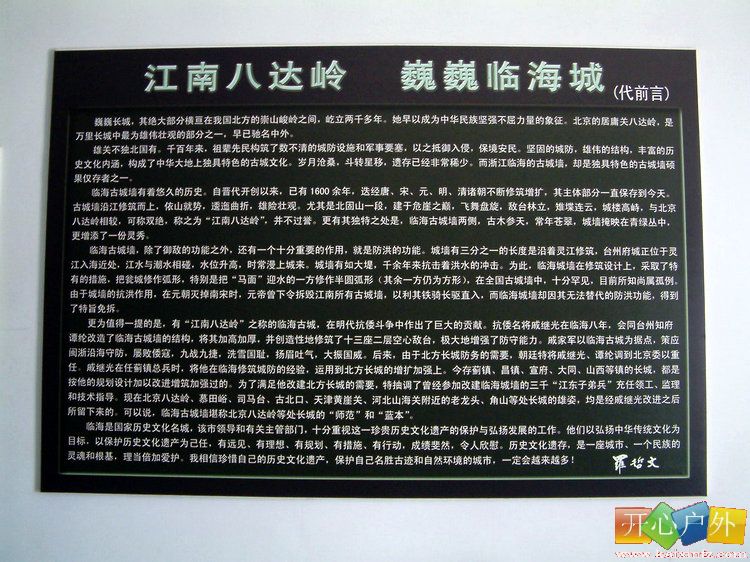 江南八达岭　巍巍临海城
(代前言)
巍巍长城，其绝大部分横亘在我国北方的崇山峻岭之间，屹立两千多年。她早以成为中华民族坚强不屈力量的象征。北京的居庸关八达岭，是
万里长城中最为雄伟壮观的部分之一，早已驰名中外。
雄关不独北国有。千百年来，祖辈先民构筑了数不清的城防设施和军事要塞，以之抵御入侵，保境安民。坚固的城防，雄伟的结构，丰富的历
史文化内涵，构成了中华大地上独具特色的古城文化。岁月沧桑，斗转星移，遗存已经非常稀少。而浙江临海的古城墙，却是独具特色的古城墙硕
果仅存者之一。
临海古城墙有着悠久的历史。自晋代开创以来，已有1600余年，迭经唐、宋、元、明、清诸朝不断修筑增扩，其主体部分一直保存到今天。
古城墙沿江修筑而上，依山就势，逶迤曲折，雄险壮观。尤其是北固山一段，建于危崖之巅，飞舞盘旋，敌台林立，雉堞连云，城楼高峙，与北京
八达岭相较，可称双绝，称之为“江南八达岭”，并不过誉。更有其独特之处是，临海古城墙两侧，古木参天，常年苍翠，城墙掩映在青绿丛中，
更增添了一份灵秀。
临海古城墙，除了御敌的功能之外，还有一个十分重要的作用，就是防洪的功能。城墙有三分之一的长度是沿着灵江修筑，台州府城正位于灵
江入海近处，江水与潮水相碰，水位升高，时常漫上城来。城墙有如大堤，千余年来抗击着洪水的冲击。为此，临海城墙在修筑设计上，采取了特
有的措施，把瓮城修作弧形，特别是把“马面”迎水的一方修作半圆弧形（其余一方仍为方形），在全国古城墙中，十分罕见，目前所知尚属孤例。
由于城墙的抗洪作用，在元朝灭掉南宋时，元帝曾下令拆毁江南所有古城墙，以利其铁骑长驱直入，而临海城墙却因其无法替代的防洪功能，得到
了特旨免拆。
更为值得一提的是，有“江南八达岭”之称的临海古城，在明代抗倭斗争中作出了巨大的贡献。抗倭名将戚继光在临海八年，会同台州知府
谭纶改造了临海古城墙的结构，将其加高加厚，并创造性地修筑了十三座二层空心敌台，极大地增强了防守能力。戚家军以临海古城为据点，策应
闽浙沿海守防，屡败倭寇，九战九捷，洗雪国耻，扬眉吐气，大振国威。后来，由于北方长城防务的需要，朝廷特将戚继光、谭纶调到北京委以重
任。戚继光在任蓟镇总兵时，将他在临海修筑城防的经验，运用到北方长城的增扩加强上。今存蓟镇、昌镇、宣府、大同、山西等镇的长城，都是
按他的规划设计加以改进增筑加强过的。为了满足他改建北方长城的需要，特抽调了曾经参加改建临海城墙的三千“江东子弟兵”充任领工、监理
和技术指导。现在北京八达岭、慕田峪、司马台、古北口、天津黄崖关、河北山海关附近的老龙头、角山等处长城的雄姿，均是经戚继光改进之后
所留下来的。可以说，临海古城墙堪称北京八达岭等处长城的“师范”和“蓝本”。
临海是国家历史文化名城，该市领导和有关主管部门，十分重视这一珍贵历史文化遗产的保护与弘扬发展的工作。他们以弘扬中华传统文化为
目标，以保护历史文化遗产为己任，有远见、有理想、有规划、有措施、有行动，成绩斐然，令人欣慰。历史文化遗存，是一座城市、一个民族的
灵魂和根基，理当倍加爱护。我相信珍惜自己的历史文化遗产，保护自己名胜古迹和自然环境的城市，一定会越来越多！
罗哲文
开心户外